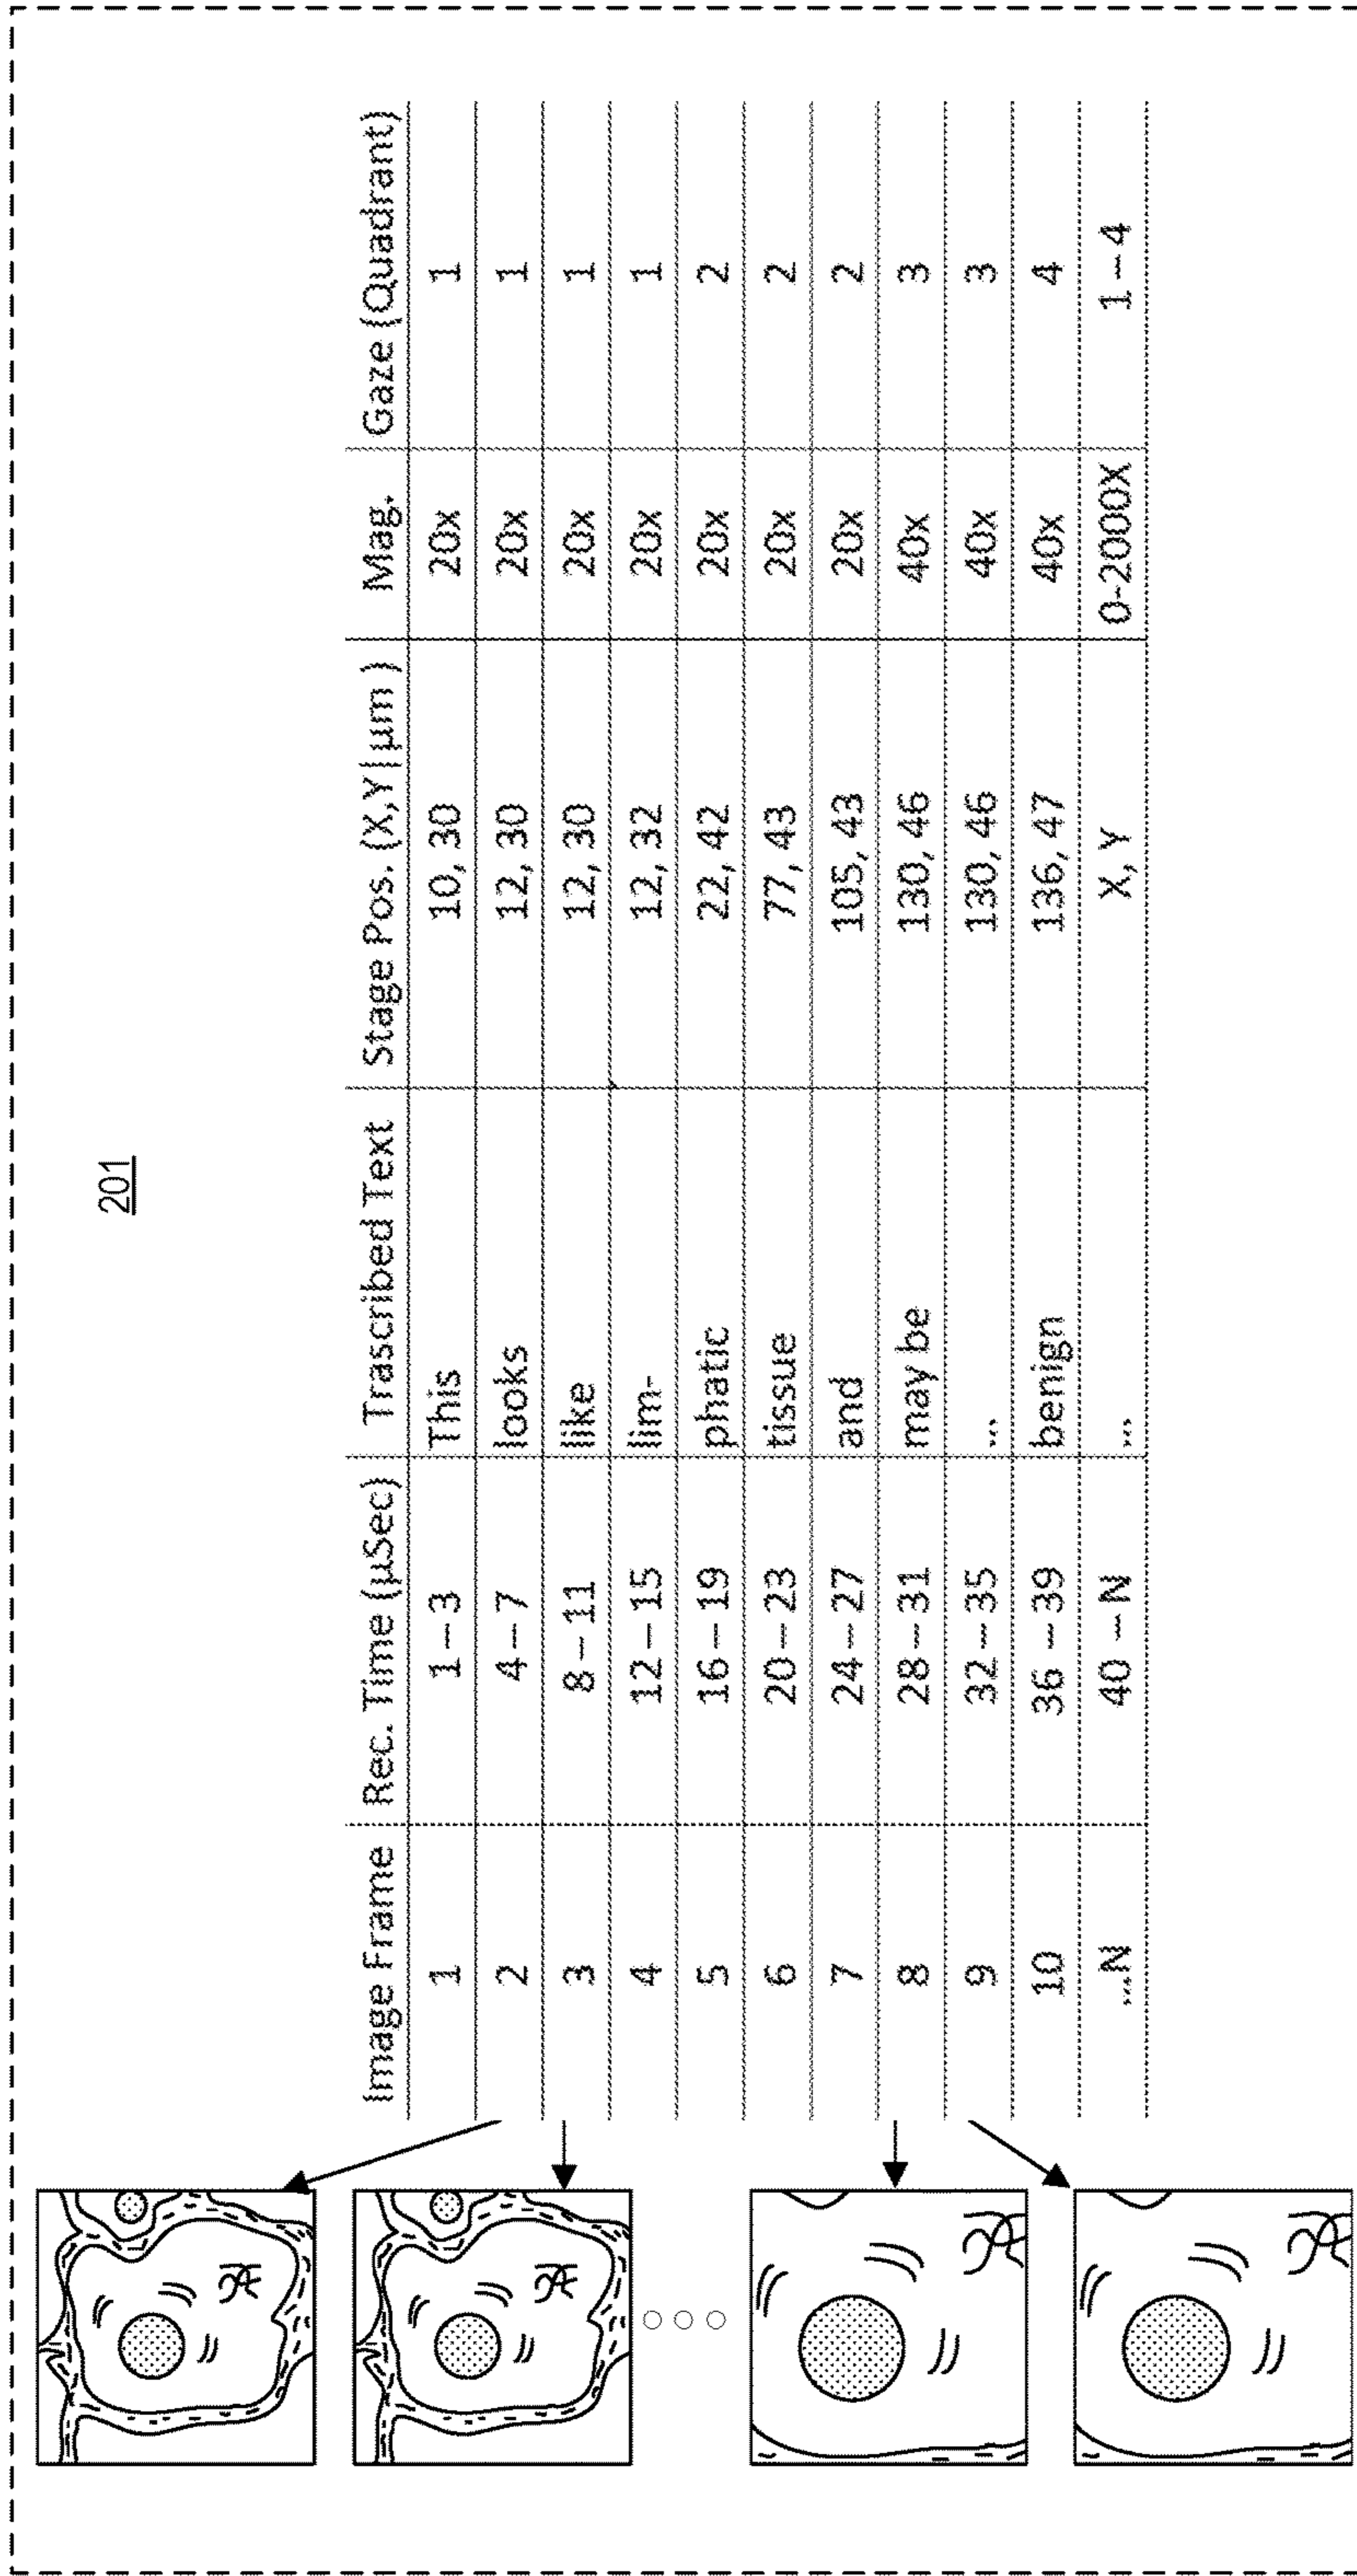 201
Image Frame Rec. Time (µSec) Trascribed Text Stage Pos. (X,Y|µm ) Mag. Gaze (Quadrant)
1 1 – 3 This 10, 30 20x 1
2 4 – 7 looks 12, 30 20x 1
3 8 – 11 like 12, 30 20x 1
4 12 – 15 lim- 12, 32 20x 1
5 16 – 19 phatic 22, 42 20x 2
6 20 – 23 tissue 77, 43 20x 2
7 24 – 27 and 105, 43 20x 2
8 28 – 31 may be 130, 46 40x 3
9 32 – 35 ... 130, 46 40x 3
10 36 – 39 benign 136, 47 40x 4
...N 40 – N ... X, Y 0-2000X 1 – 4